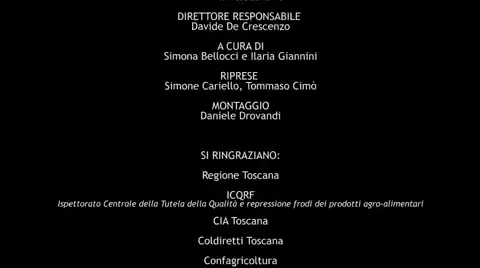 DIRETTORE RESPONSABILE
Davide De Crescenzo
A CURA DI
Simona Bellocci e Ilaria Giannini
RIPRESE
Simone Cariello, Tommaso Cimò
MONTAGGIO
Daniele Drovandi
SI RINGRAZIANO:
Regione Toscana
ICQRF
Ispettorato Centrale della Tutela della Qualità e repressione frodi dei prodotti agro-alimentari
CIA Toscana
Coldiretti Toscana
Confagricoltura